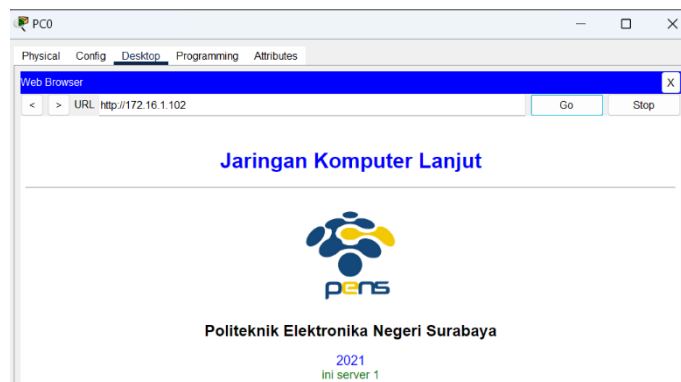 PC0
Physical Config Desktop Programming Attributes
Web Browser X
< > URL http://172.16.1.102 Go Stop
Jaringan Komputer Lanjut
pens
Politeknik Elektronika Negeri Surabaya
2021
ini server 1